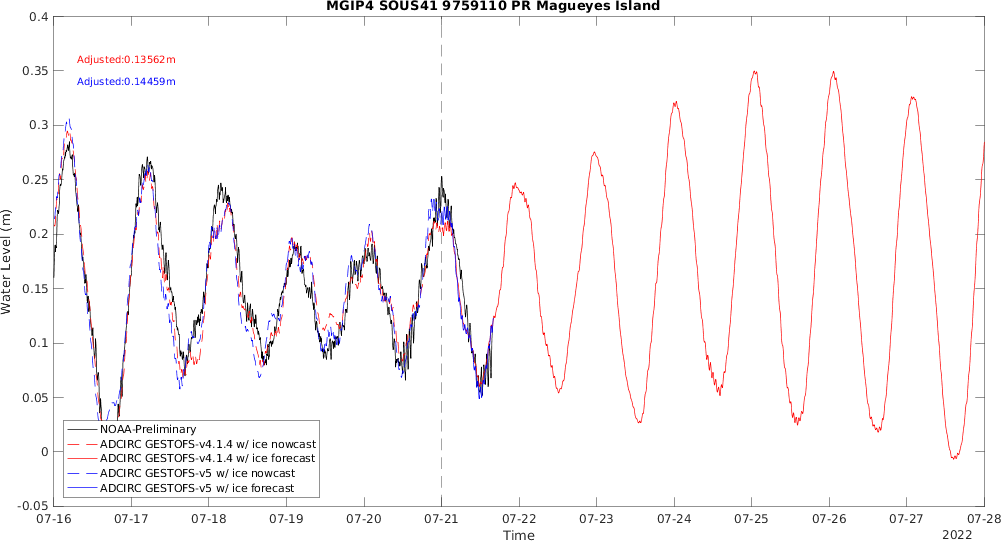 MGIP4 SOUS41 9759110 PR Magueyes Island
0.4
0.35
0.3
0.25
0.2
0.15
0.1
0.05
0
-0.05
Water Level (m)
Adjusted:0.13562m
Adjusted:0.14459m
NOAA-Preliminary
ADCIRC GESTOFS-v4.1.4 w/ ice nowcast
ADCIRC GESTOFS-v4.1.4 w/ ice forecast
ADCIRC GESTOFS-v5 w/ ice nowcast
ADCIRC GESTOFS-v5 w/ ice forecast
07-16 07-17 07-18 07-19 07-20 07-21 07-22 07-23 07-24 07-25 07-26 07-27 07-28
Time
2022